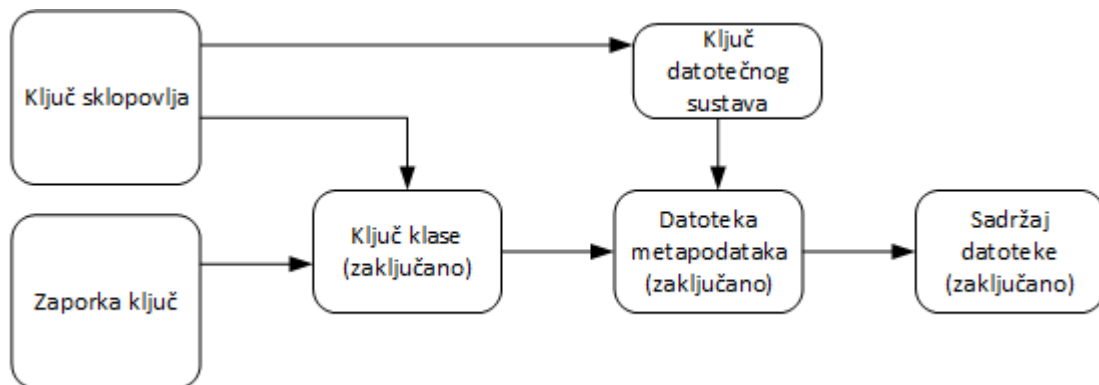 Ključ sklopovlja
Ključ
datotečnog
sustava
Zaporka ključ
Ključ klase
(zaključano)
Datoteka
metapodataka
(zaključano)
Sadržaj
datoteke
(zaključano)